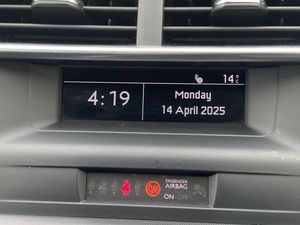 14°C
4:19
Monday
14 April 2025
PASSENGER
AIRBAG
ON OFF